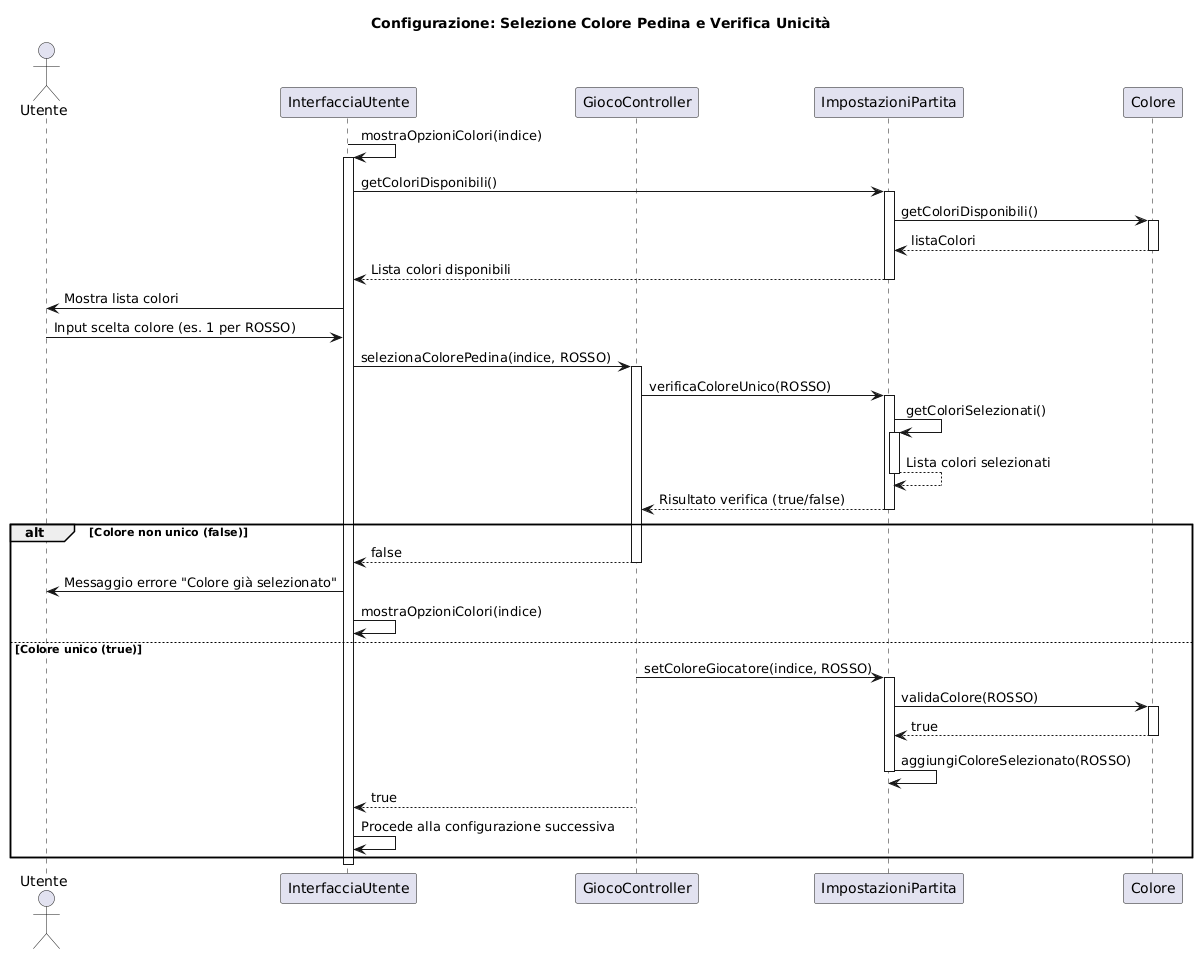 Configurazione: Selezione Colore Pedina e Verifica Unicità
Utente
InterfacciaUtente
GiocoController
ImpostazioniPartita
Colore
mostraOpzioniColori(indice)
getColoriDisponibili()
getColoriDisponibili()
listaColori
Lista colori disponibili
Mostra lista colori
Input scelta colore (es. 1 per ROSSO)
selezionaColorePedina(indice, ROSSO)
verificaColoreUnico(ROSSO)
getColoriSelezionati()
Lista colori selezionati
Risultato verifica (true/false)
alt
[Colore non unico (false)]
false
Messaggio errore "Colore già selezionato"
mostraOpzioniColori(indice)
[Colore unico (true)]
setColoreGiocatore(indice, ROSSO)
validaColore(ROSSO)
true
aggiungiColoreSelezionato(ROSSO)
true
Procede alla configurazione successiva
Utente
InterfacciaUtente
GiocoController
ImpostazioniPartita
Colore